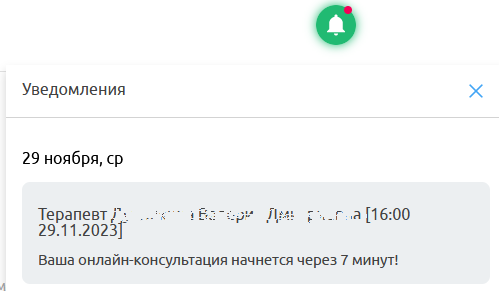 Уведомления
29 ноября, ср
Терапевт [16:00
29.11.2023]
Ваша онлайн-консультация начнется через 7 минут!